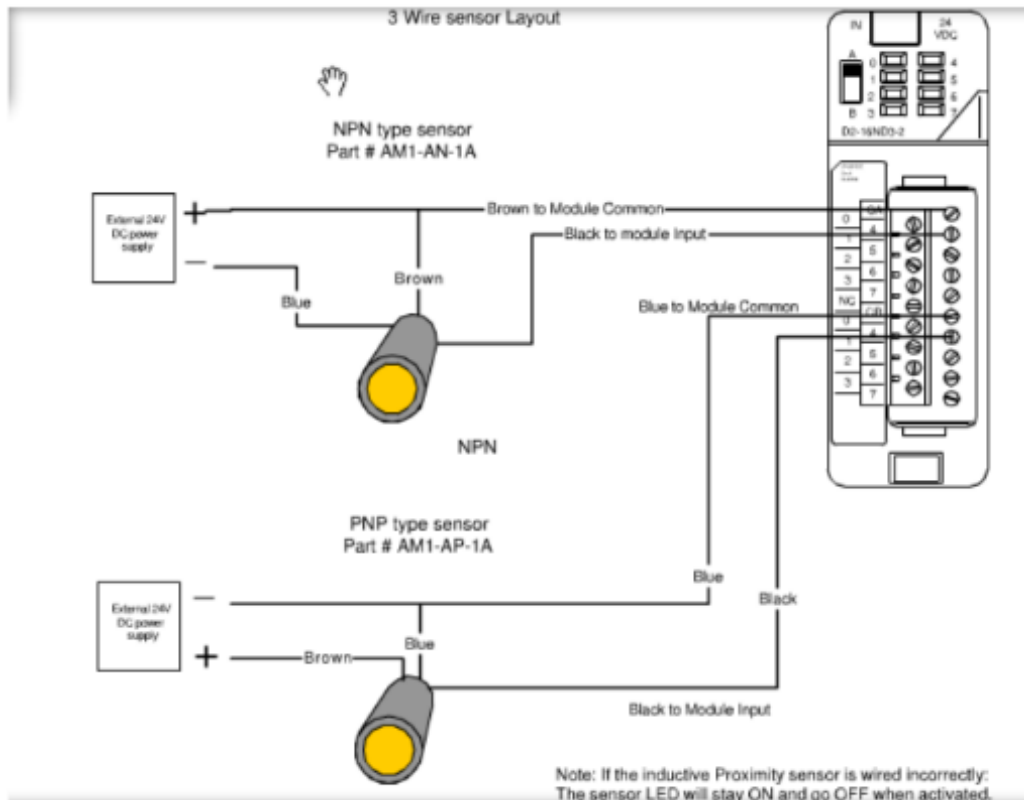 3 Wire sensor Layout
IN
24
VDC
A
0
4
1
5
2
6
B
3
D2-16ND3-2
NPN type sensor
Part # AM1-AN-1A
External 24V
DC power
supply
+
—
Brown to Module Common
Black to module Input
Brown
Blue
Blue to Module Common
0
CA
1
4
2
5
3
6
NC
7
0
CB
1
4
2
5
3
6
7
NPN
PNP type sensor
Part # AM1-AP-1A
External 24V
DC power
supply
—
+
Blue
Black
Blue
Brown
Black to Module Input
Note: If the inductive Proximity sensor is wired incorrectly:
The sensor LED will stay ON and go OFF when activated.